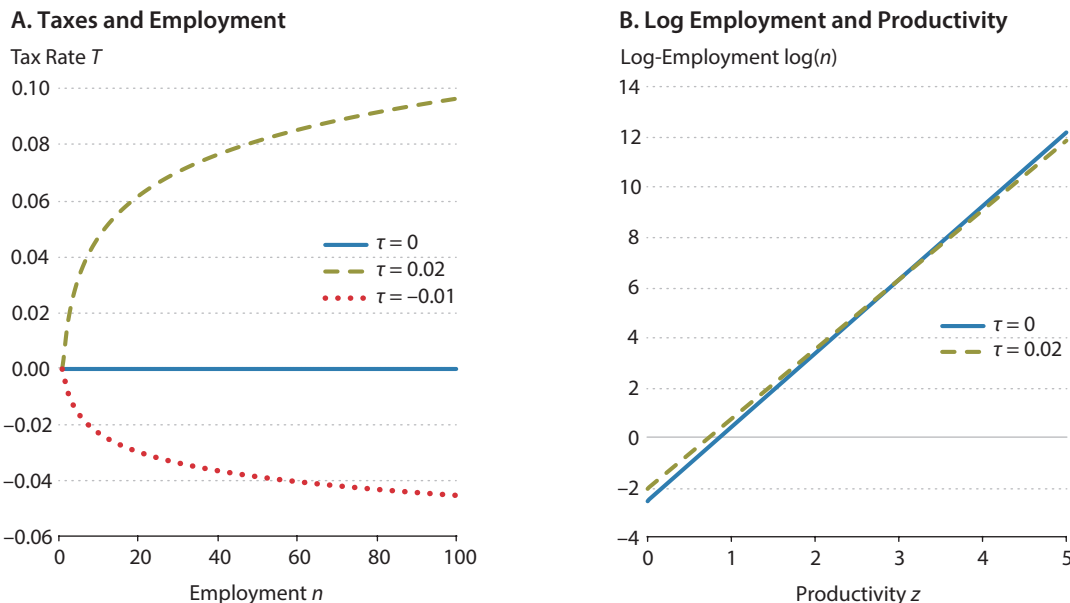 A. Taxes and Employment
Tax Rate T
0.10
0.08
0.06
0.04
0.02
0.00
–0.02
–0.04
–0.06
0
20
40
60
80
100
Employment n
τ = 0
τ = 0.02
τ = –0.01
B. Log Employment and Productivity
Log-Employment log(n)
14
12
10
8
6
4
2
0
–2
–4
0
1
2
3
4
5
Productivity z
τ = 0
τ = 0.02